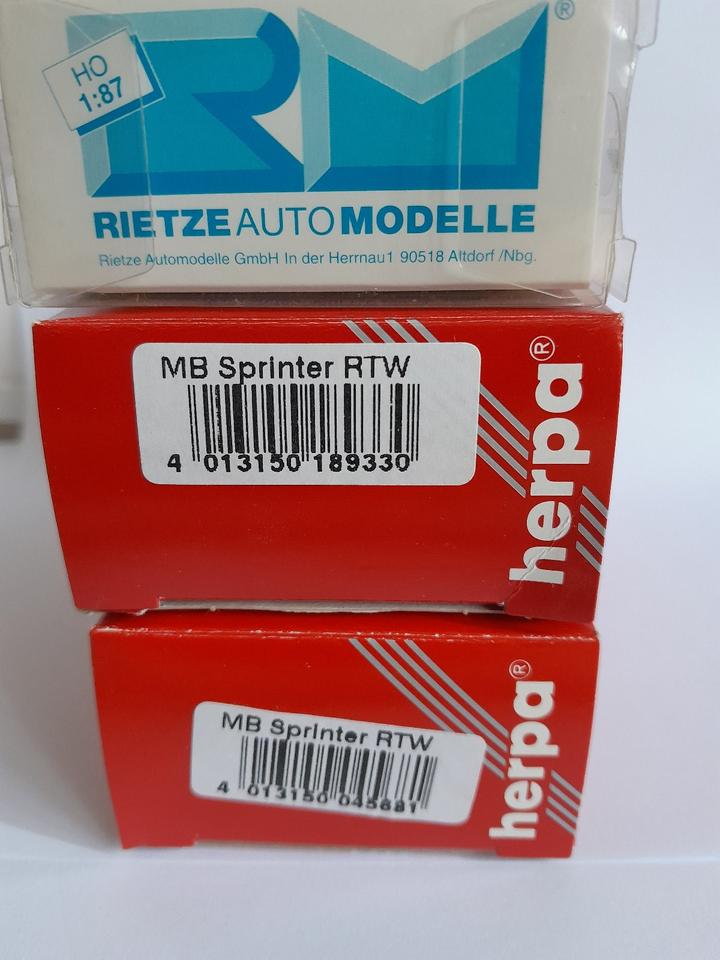 HO
1:87
RM®
RIETZE AUTO MODELLE
Rietze Automodelle GmbH In der Herrnau1 90518 Altdorf /Nbg.
MB Sprinter RTW
4 013150 189330
herpa®
MB Sprinter RTW
4 013150 045681
herpa®